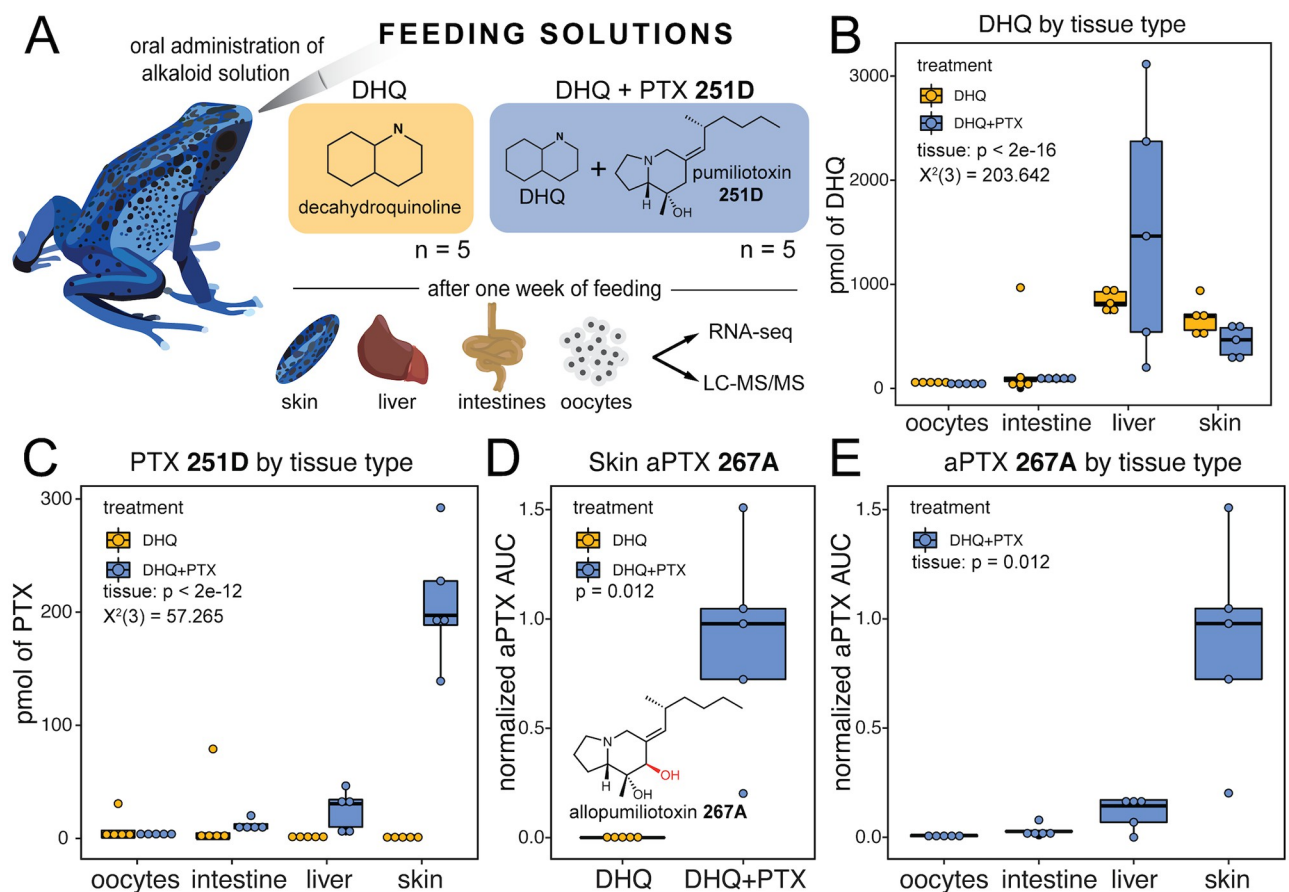 A
FEEDING SOLUTIONS
oral administration of
alkaloid solution
DHQ
N
decahydroquinoline
n = 5
DHQ + PTX 251D
N
DHQ
+
N
H
OH
pumiliotoxin
251D
n = 5
after one week of feeding
skin
liver
intestines
oocytes
RNA-seq
LC-MS/MS
B
DHQ by tissue type
treatment
DHQ
DHQ+PTX
tissue: p < 2e-16
X²(3) = 203.642
pmol of DHQ
3000
2000
1000
0
oocytes
intestine
liver
skin
C
PTX 251D by tissue type
treatment
DHQ
DHQ+PTX
tissue: p < 2e-12
X²(3) = 57.265
pmol of PTX
300
200
100
0
oocytes
intestine
liver
skin
D
Skin aPTX 267A
treatment
DHQ
DHQ+PTX
p = 0.012
normalized aPTX AUC
1.5
1.0
0.5
0.0
N
H
OH
OH
allopumiliotoxin 267A
DHQ
DHQ+PTX
E
aPTX 267A by tissue type
treatment
DHQ+PTX
tissue: p = 0.012
normalized aPTX AUC
1.5
1.0
0.5
0.0
oocytes
intestine
liver
skin